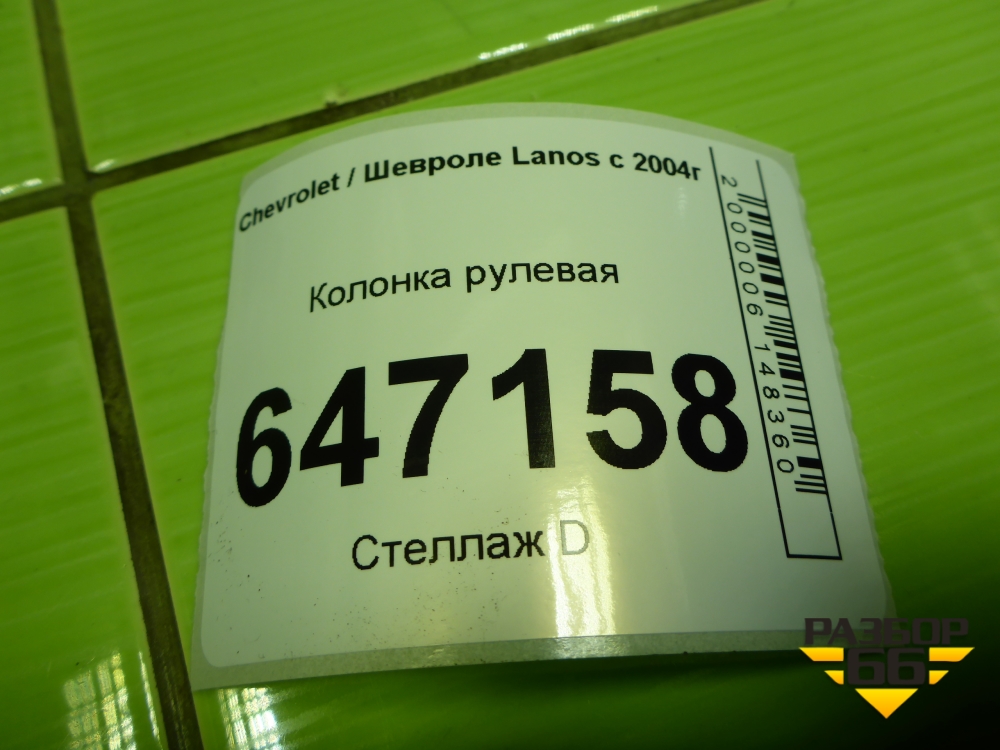 Chevrolet / Шевроле Lanos с 2004г
Колонка рулевая
647158
Стеллаж D
2000006148360
РАЗБОР
66